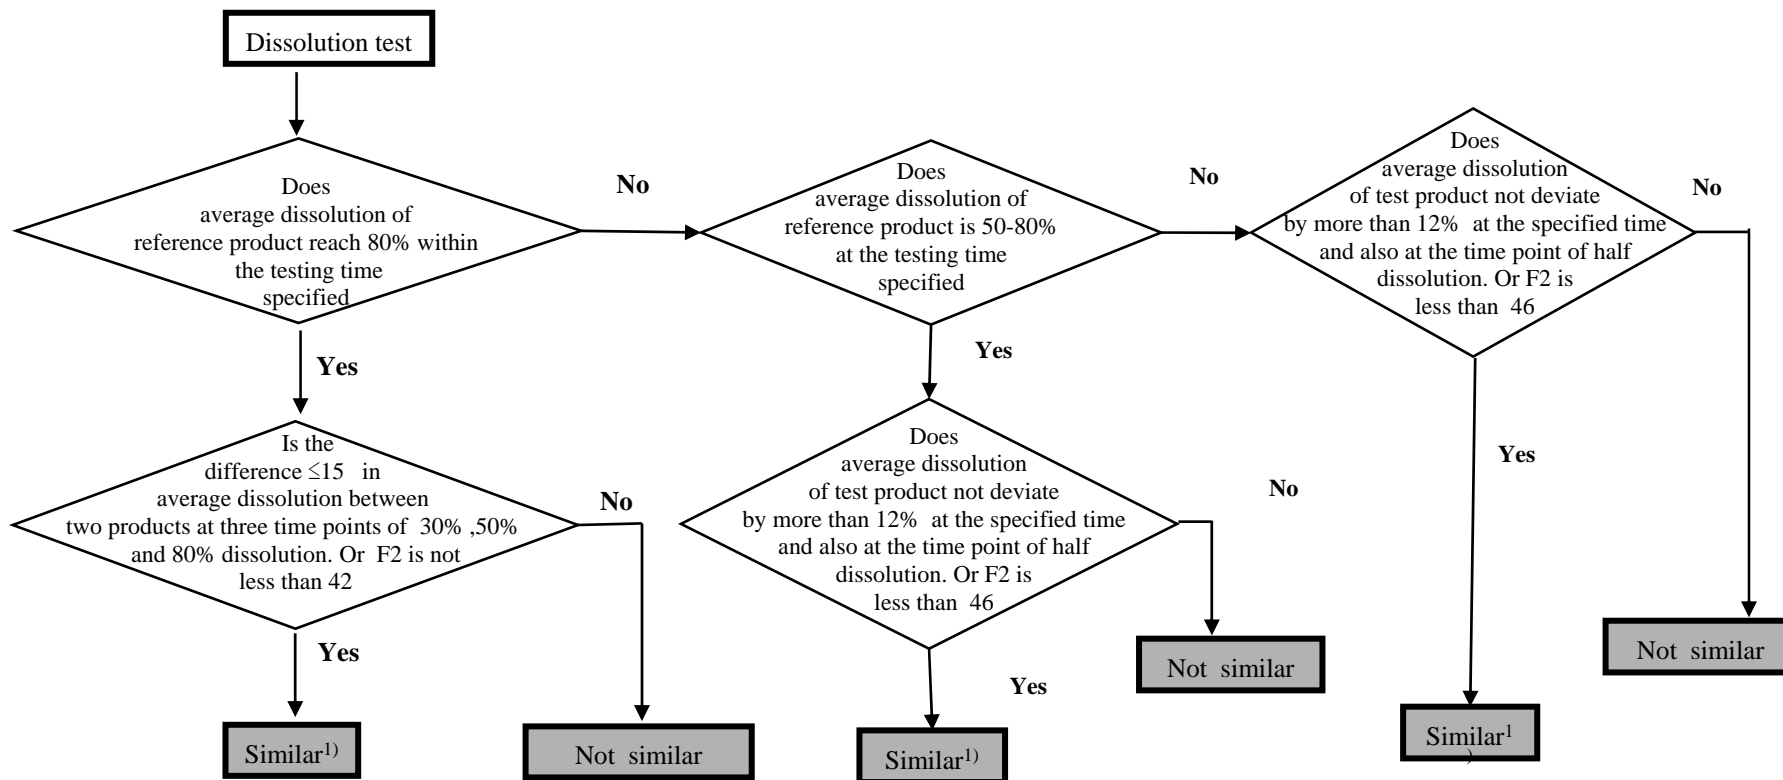 Dissolution test
Does
average dissolution of
reference product reach 80% within
the testing time
specified
No
Does
average dissolution of
reference product is 50-80%
at the testing time
specified
No
Does
average dissolution
of test product not deviate
by more than 12% at the specified time
and also at the time point of half
dissolution. Or F2 is
less than 46
No
Yes
Yes
Yes
Is the
difference ≤15 in
average dissolution between
two products at three time points of 30% ,50%
and 80% dissolution. Or F2 is not
less than 42
No
Does
average dissolution
of test product not deviate
by more than 12% at the specified time
and also at the time point of half
dissolution. Or F2 is
less than 46
No
Yes
Yes
Similar1)
Not similar
Similar1)
Not similar
Similar1
)
Not similar